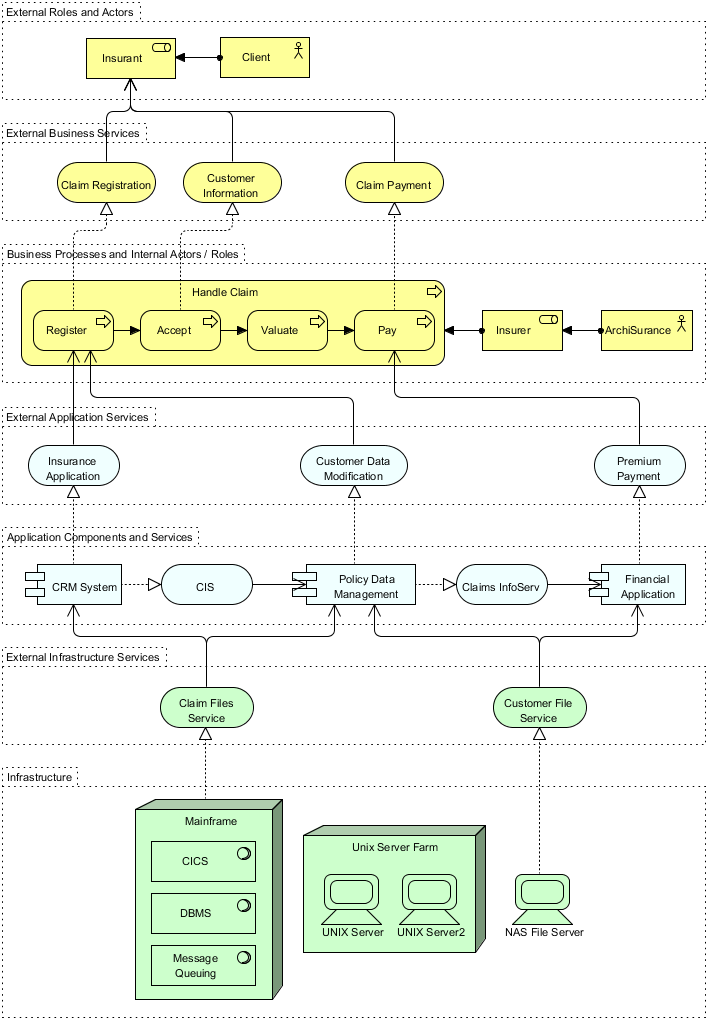 External Roles and Actors
Insurant
Client
External Business Services
Claim Registration
Customer
Information
Claim Payment
Business Processes and Internal Actors / Roles
Handle Claim
Register
Accept
Valuate
Pay
Insurer
ArchiSurance
External Application Services
Insurance
Application
Customer Data
Modification
Premium
Payment
Application Components and Services
CRM System
CIS
Policy Data
Management
Claims InfoServ
Financial
Application
External Infrastructure Services
Claim Files
Service
Customer File
Service
Infrastructure
Mainframe
CICS
DBMS
Message
Queuing
Unix Server Farm
UNIX Server
UNIX Server2
NAS File Server